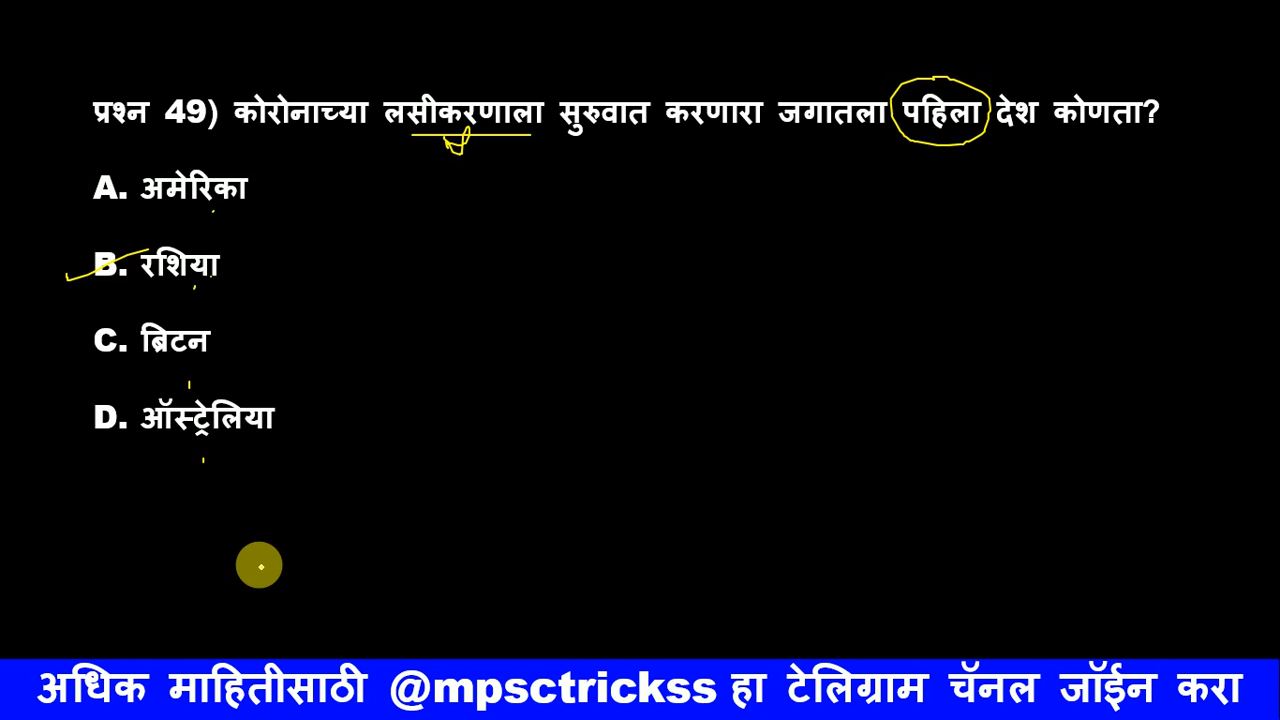 प्रश्न 49) कोरोनाच्या लसीकरणाला सुरुवात करणारा जगातला पहिला देश कोणता?
A. अमेरिका
B. रशिया
C. ब्रिटन
D. ऑस्ट्रेलिया
अधिक माहितीसाठी @mpsctrickss हा टेलिग्राम चॅनल जॉईन करा